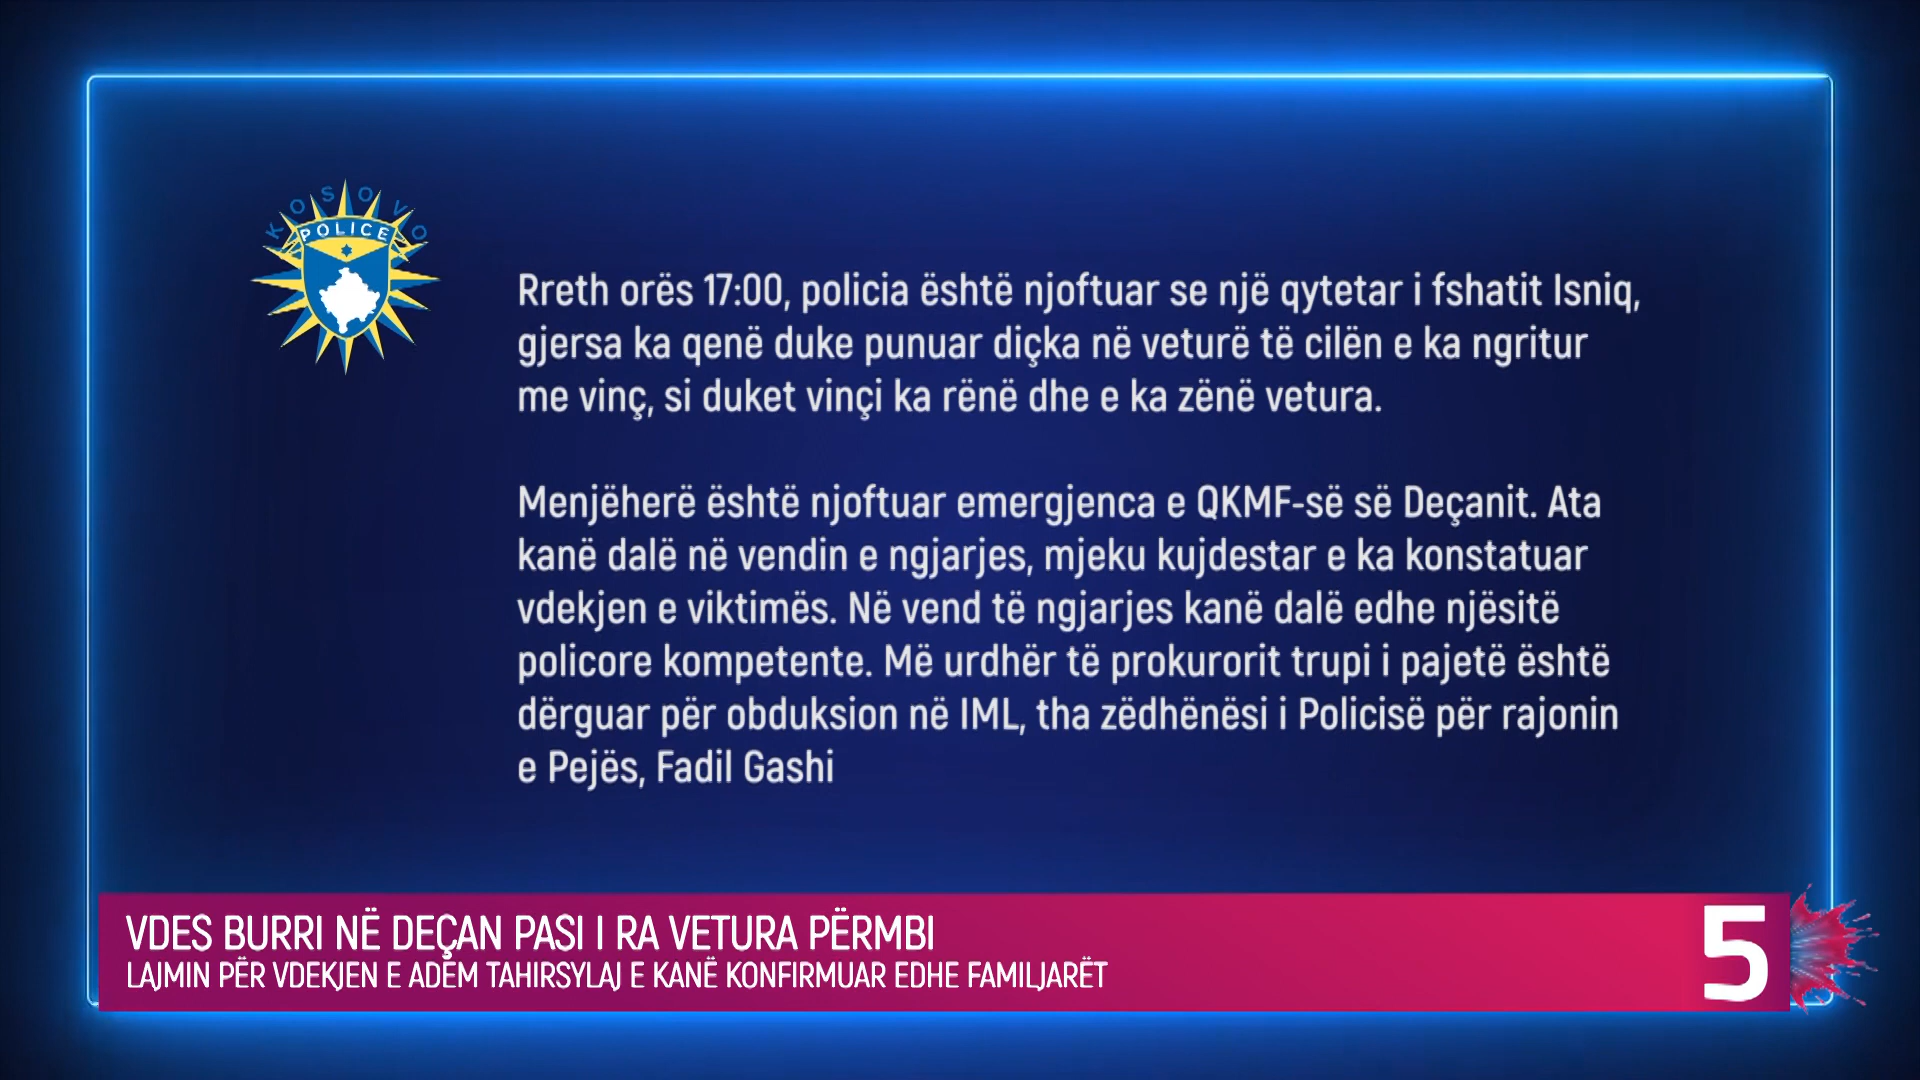 KOSOVO
POLICE
Rreth orës 17:00, policia është njoftuar se një qytetar i fshatit Isniq,
gjersa ka qenë duke punuar diçka në veturë të cilën e ka ngritur
me vinç, si duket vinçi ka rënë dhe e ka zënë vetura.
Menjëherë është njoftuar emergjenca e QKMF-së së Deçanit. Ata
kanë dalë në vendin e ngjarjes, mjeku kujdestar e ka konstatuar
vdekjen e viktimës. Në vend të ngjarjes kanë dalë edhe njësitë
policore kompetente. Më urdhër të prokurorit trupi i pajetë është
dërguar për obduksion në IML, tha zëdhënësi i Policisë për rajonin
e Pejës, Fadil Gashi
VDES BURRI NË DEÇAN PASI I RA VETURA PËRMBI
LAJMIN PËR VDEKJEN E ADEM TAHIRSYLAJ E KANË KONFIRMUAR EDHE FAMILJARËT
5